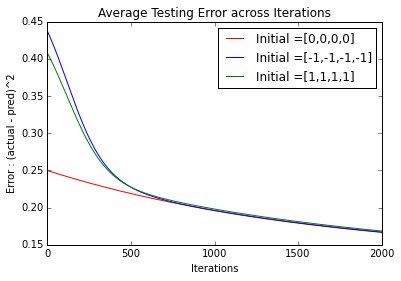 Average Testing Error across Iterations
Initial =[0,0,0,0]
Initial =[-1,-1,-1,-1]
Initial =[1,1,1,1]
Error : (actual - pred)^2
0.45
0.40
0.35
0.30
0.25
0.20
0.15
0
500
1000
1500
2000
Iterations